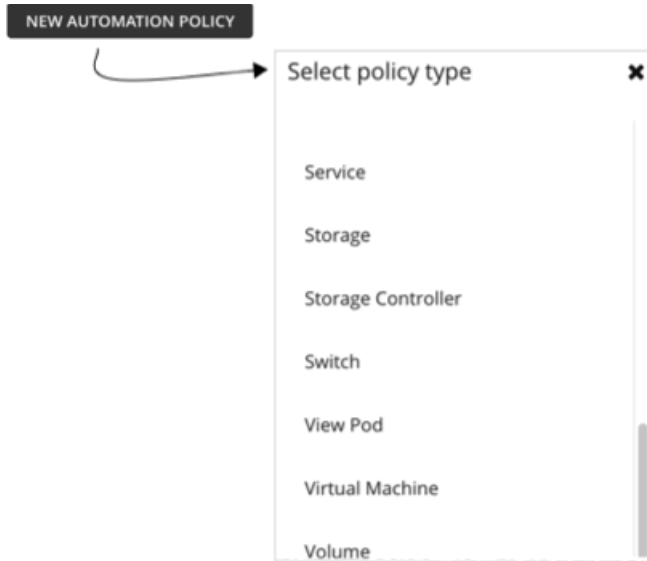 NEW AUTOMATION POLICY
Select policy type
Service
Storage
Storage Controller
Switch
View Pod
Virtual Machine
Volume